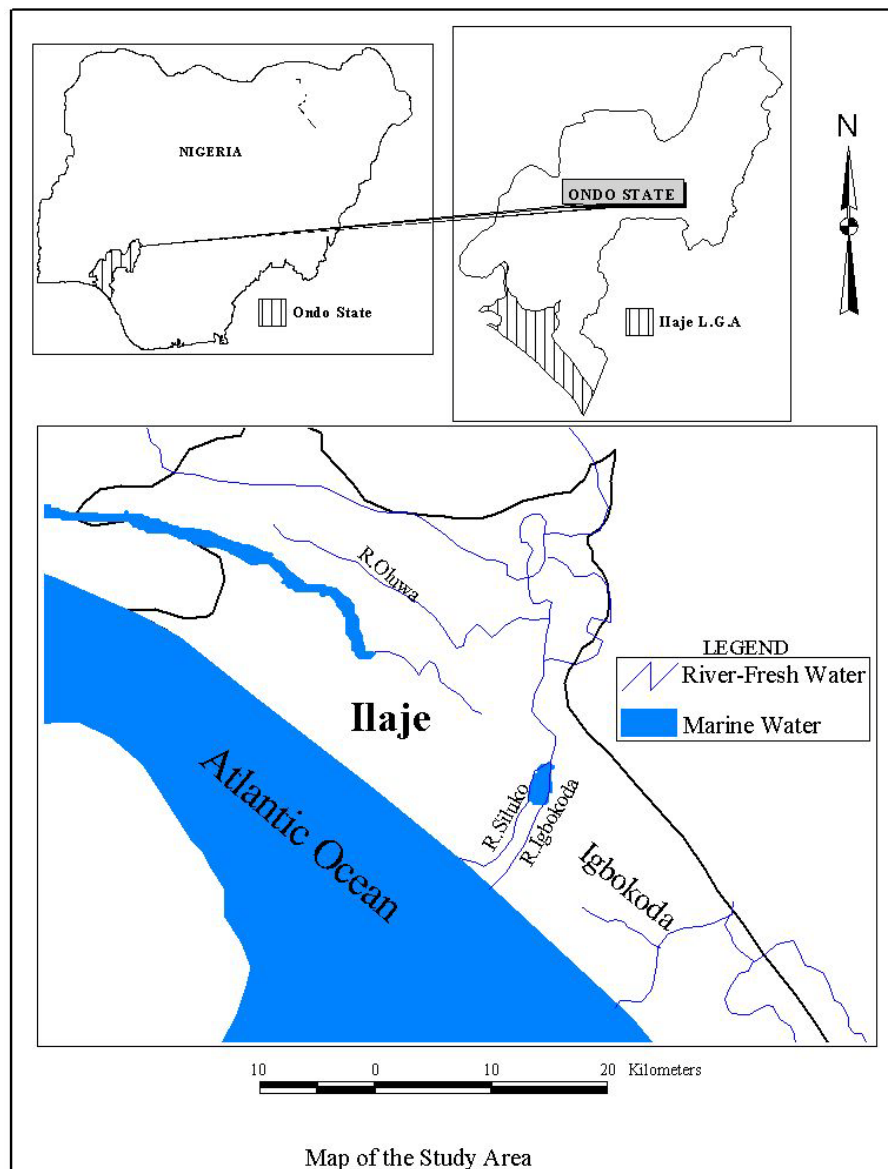 NIGERIA
Ondo State
ONDO STATE
Ilaje L.G.A
N
R.Oluwa
Ilaje
Atlantic Ocean
R.Siluko
R.Igbokoda
Igbokoda
LEGEND
River-Fresh Water
Marine Water
10 0 10 20 Kilometers
Map of the Study Area